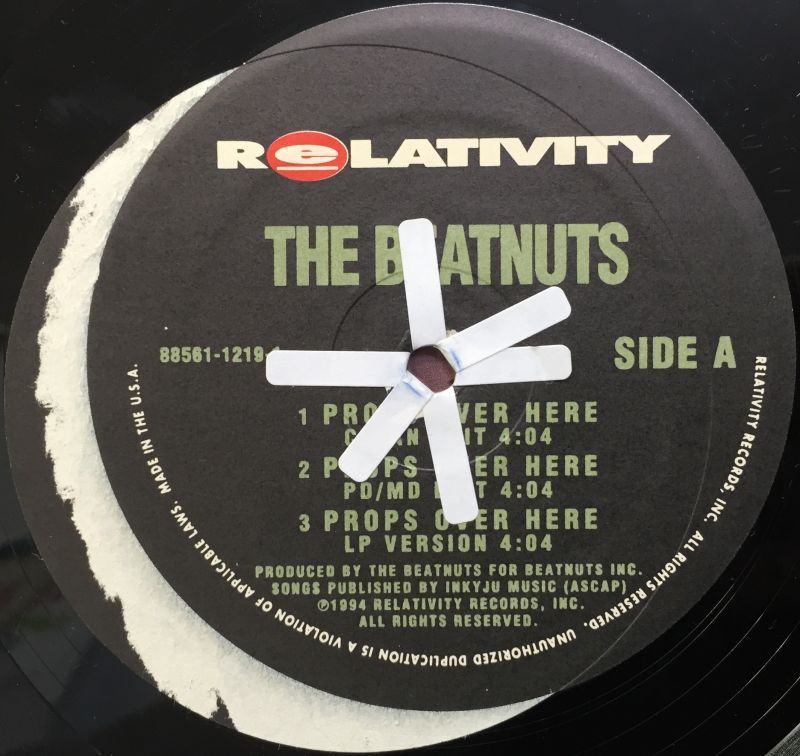 RELATIVITY
THE BEATNUTS
88561-1219-1
SIDE A
1 PROPS OVER HERE
CLEAN EDIT 4:04
2 PROPS OVER HERE
PD/MD EDIT 4:04
3 PROPS OVER HERE
LP VERSION 4:04
PRODUCED BY THE BEATNUTS FOR BEATNUTS INC.
SONGS PUBLISHED BY INKYJU MUSIC (ASCAP)
℗1994 RELATIVITY RECORDS, INC.
ALL RIGHTS RESERVED.
RELATIVITY RECORDS, INC. ALL RIGHTS RESERVED. UNAUTHORIZED DUPLICATION IS A VIOLATION OF APPLICABLE LAWS. MADE IN THE U.S.A.